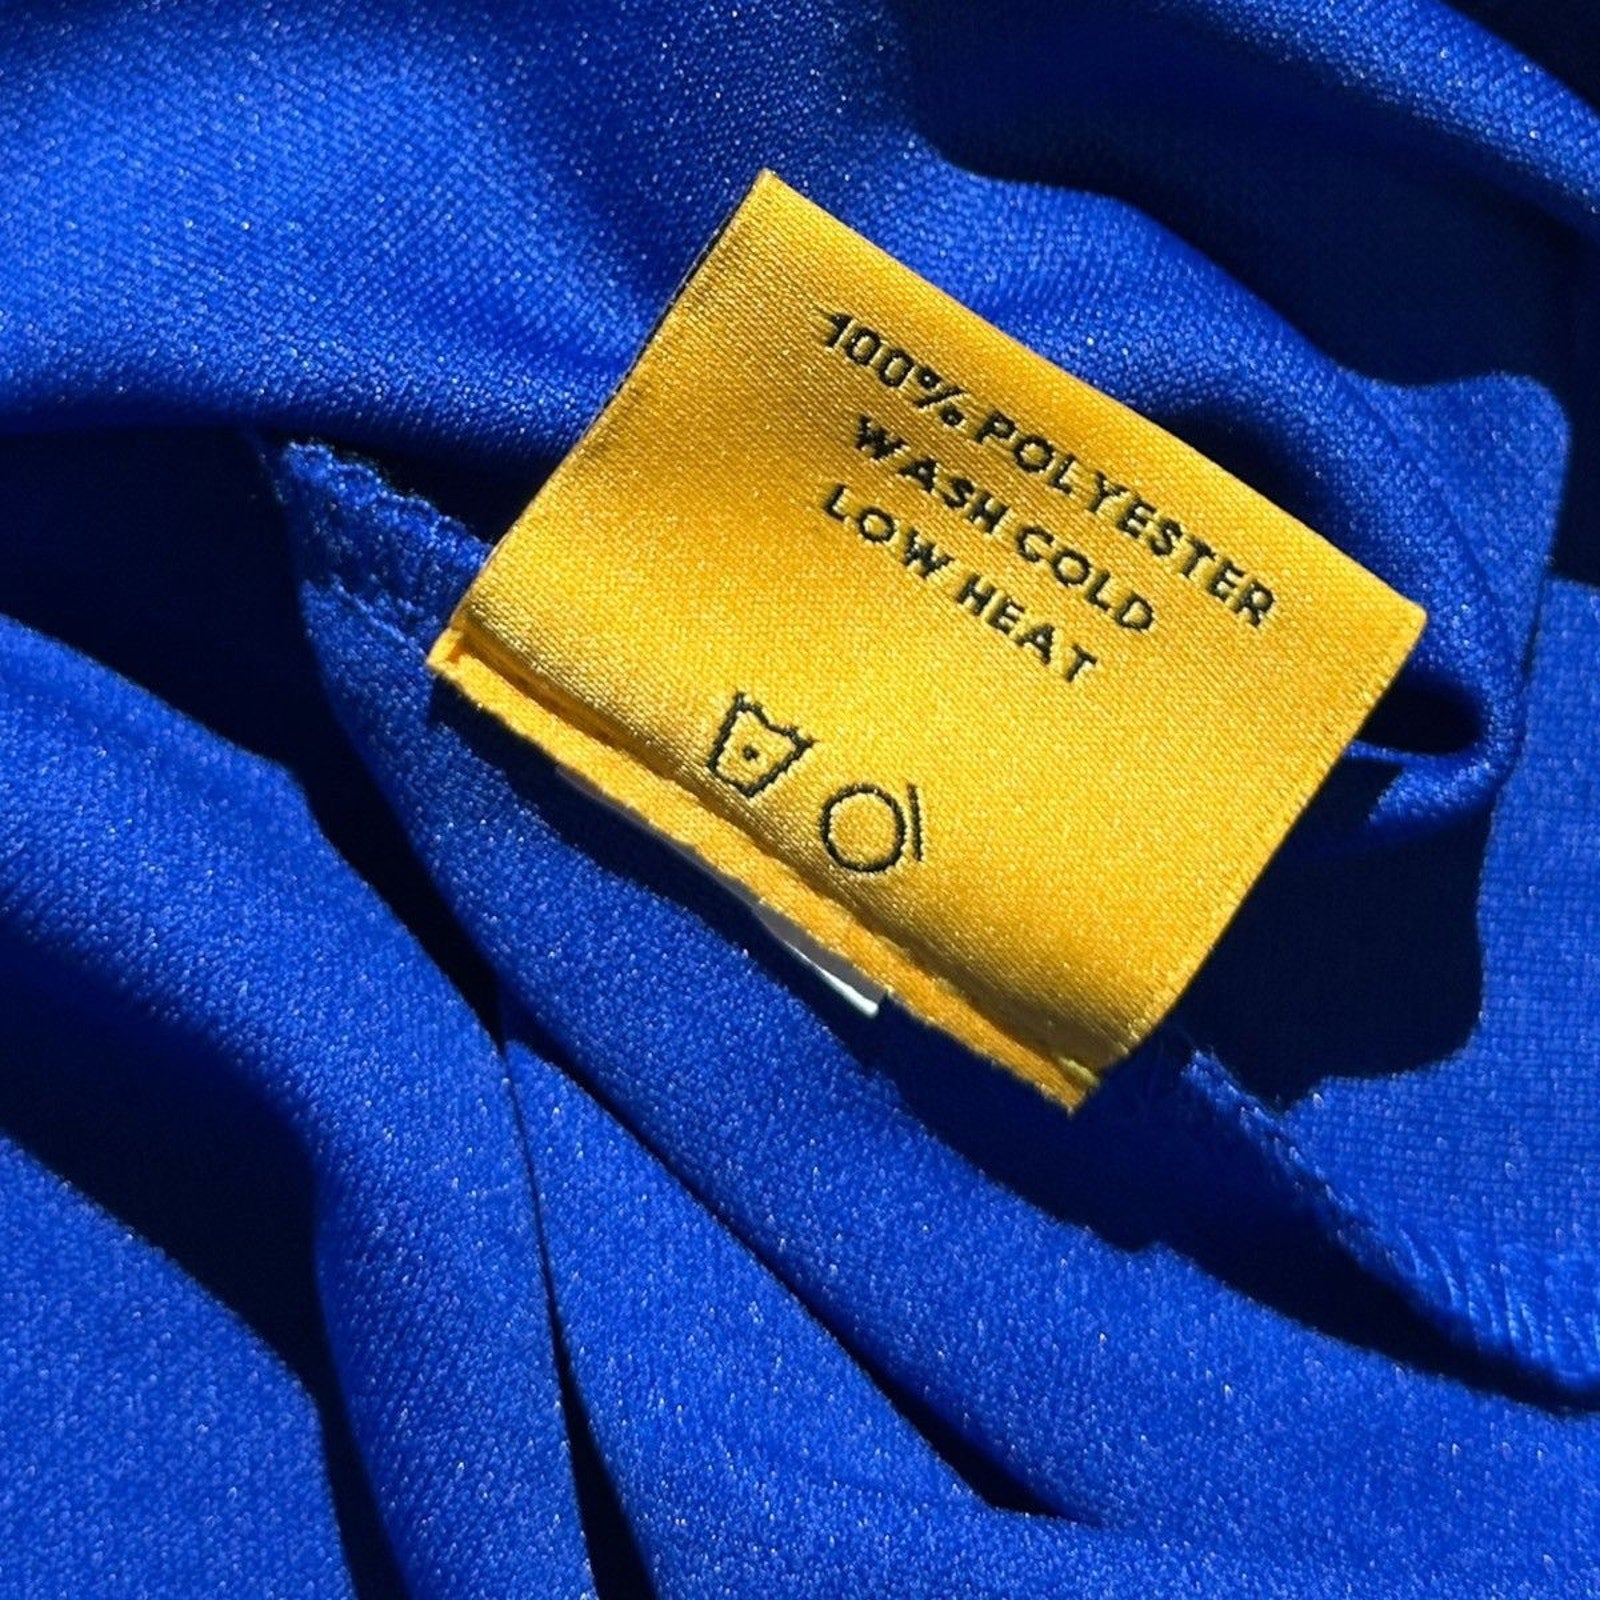 100% POLYESTER
WASH COLD
LOW HEAT